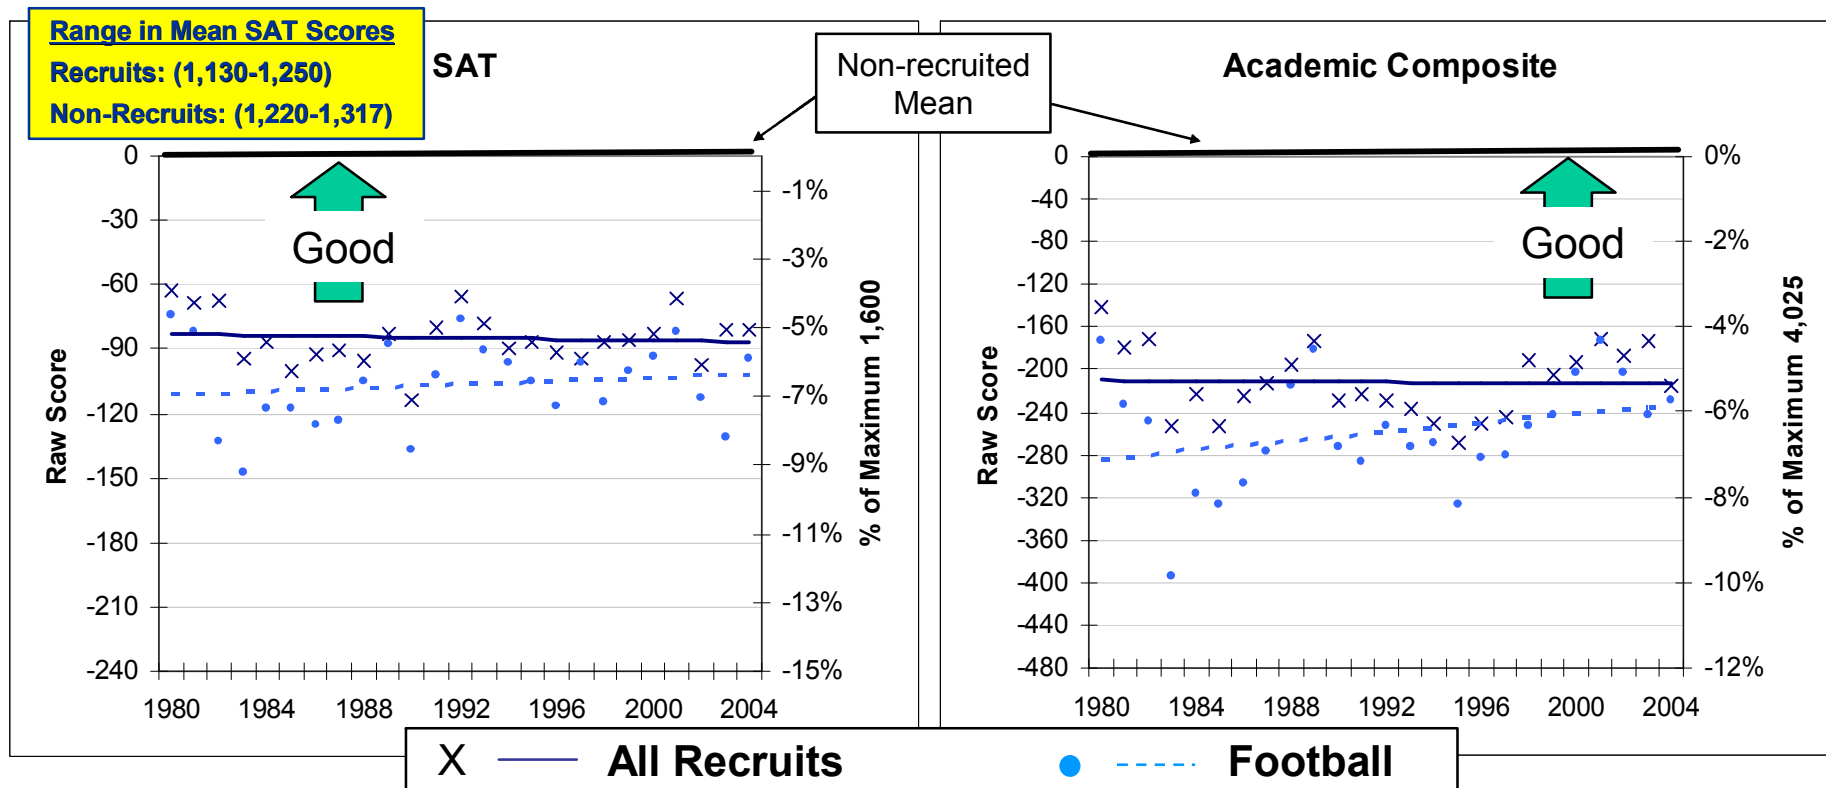 Range in Mean SAT Scores
Recruits: (1,130-1,250)
Non-Recruits: (1,220-1,317)
SAT
Non-recruited
Mean
Academic Composite
Good
Raw Score
0
-30
-60
-90
-120
-150
-180
-210
-240
-1%
-3%
-5%
-7%
-9%
-11%
-13%
-15%
% of Maximum 1,600
1980 1984 1988 1992 1996 2000 2004
Good
Raw Score
0
-40
-80
-120
-160
-200
-240
-280
-320
-360
-400
-440
-480
0%
-2%
-4%
-6%
-8%
-10%
-12%
% of Maximum 4,025
1980 1984 1988 1992 1996 2000 2004
X All Recruits Football